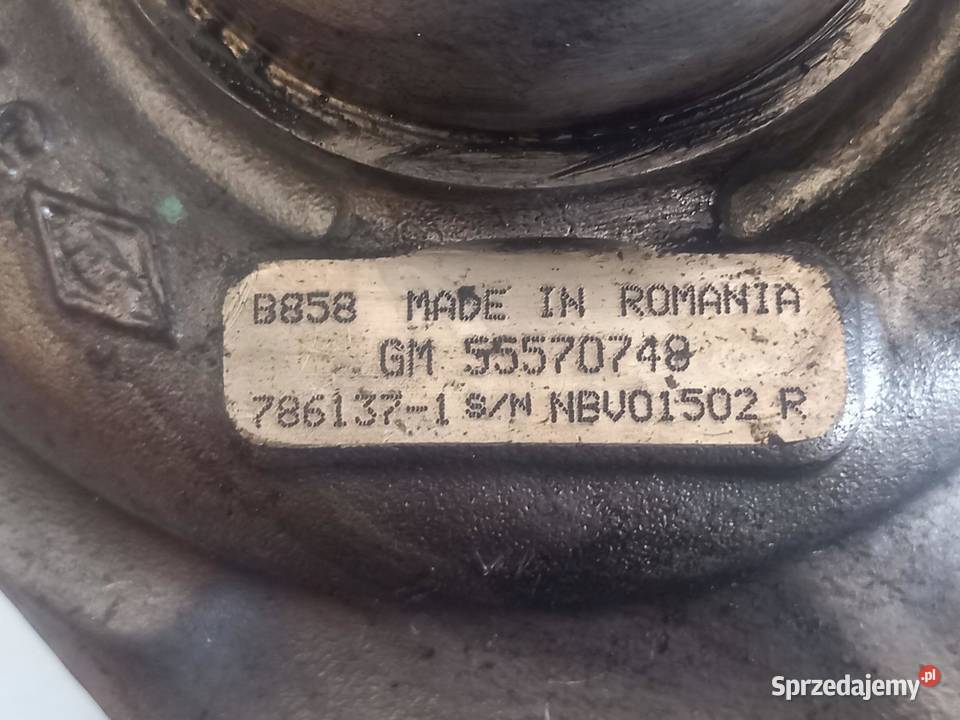 B858 MADE IN ROMANIA
GM 55570748
786137-1 S/N NBV01502 R
Sprzedajemy.pl